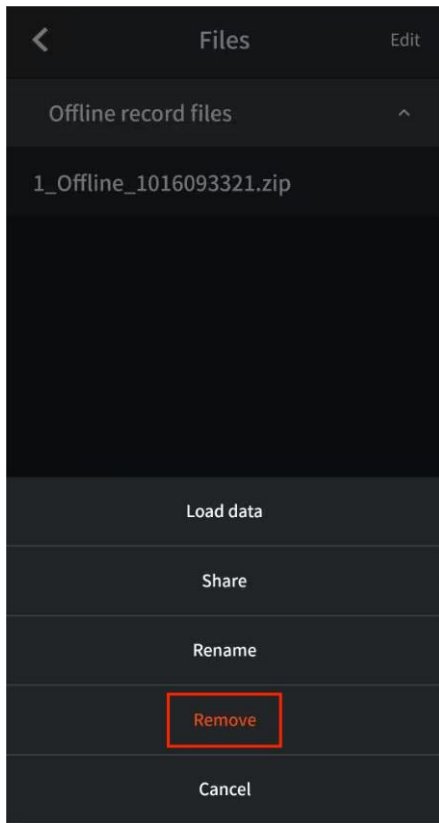 Files
Edit
Offline record files
1_Offline_1016093321.zip
Load data
Share
Rename
Remove
Cancel